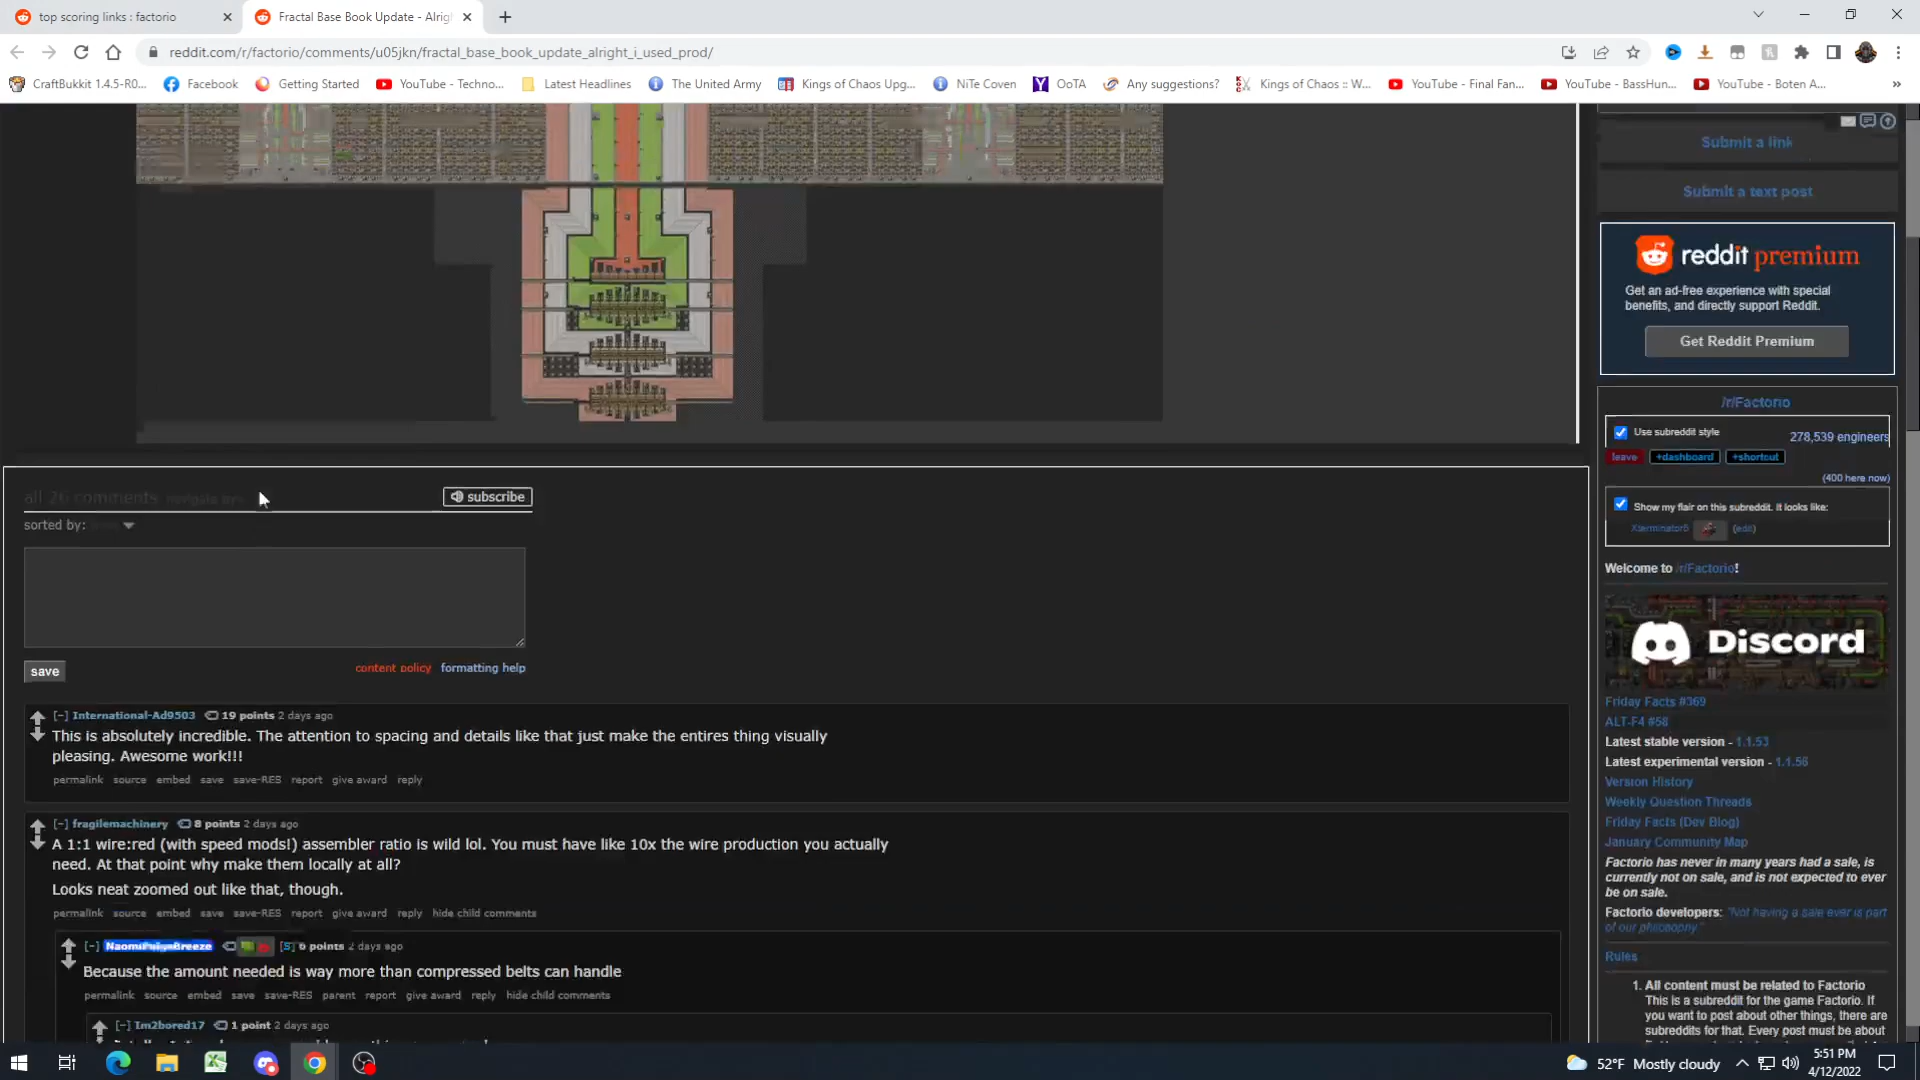 top scoring links : factorio
Fractal Base Book Update - Alrig
reddit.com/r/factorio/comments/u05jkn/fractal_base_book_update_alright_i_used_prod/
CraftBukkit 1.4.5-R0...
Facebook
Getting Started
YouTube - Techno...
Latest Headlines
The United Army
Kings of Chaos Upg...
NiTe Coven
OoTA
Any suggestions?
Kings of Chaos :: W...
YouTube - Final Fan...
YouTube - BassHun...
YouTube - Boten A...
»
Submit a link
Submit a text post
reddit premium
Get an ad-free experience with special
benefits, and directly support Reddit.
Get Reddit Premium
/r/Factorio
Use subreddit style
278,539 engineers
leave
+dashboard
+shortcut
(400 here now)
Show my flair on this subreddit. It looks like:
Xterminator5
(edit)
Welcome to /r/Factorio!
Discord
Friday Facts #369
ALT-F4 #58
Latest stable version - 1.1.53
Latest experimental version - 1.1.56
Version History
Weekly Question Threads
Friday Facts (Dev Blog)
January Community Map
Factorio has never in many years had a sale, is
currently not on sale, and is not expected to ever
be on sale.
Factorio developers: "Not having a sale ever is part
of our philosophy."
Rules
1. All content must be related to Factorio
This is a subreddit for the game Factorio. If
you want to post about other things, there are
subreddits for that. Every post must be about
all 26 comments navigate by
subscribe
sorted by:
save
content policy
formatting help
[-] International-Ad9503 19 points 2 days ago
This is absolutely incredible. The attention to spacing and details like that just make the entires thing visually
pleasing. Awesome work!!!
permalink source embed save save-RES report give award reply
[-] fragilemachinery 8 points 2 days ago
A 1:1 wire:red (with speed mods!) assembler ratio is wild lol. You must have like 10x the wire production you actually
need. At that point why make them locally at all?
Looks neat zoomed out like that, though.
permalink source embed save save-RES report give award reply hide child comments
[-] [S] 6 points 2 days ago
Because the amount needed is way more than compressed belts can handle
permalink source embed save save-RES parent report give award reply hide child comments
[-] Im2bored17 1 point 2 days ago
52°F Mostly cloudy
5:51 PM
4/12/2022